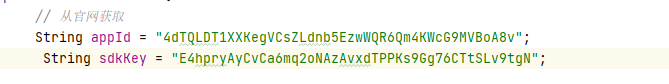 // 从官网获取
String appId = "4dTQLDT1XXKegVCsZLdnb5EzwWQR6Qm4KWcG9MVBoA8v";
String sdkKey = "E4hpryAyCvCa6mq2oNAzAvxdTPPKs9Gg76CTtSLv9tgN";